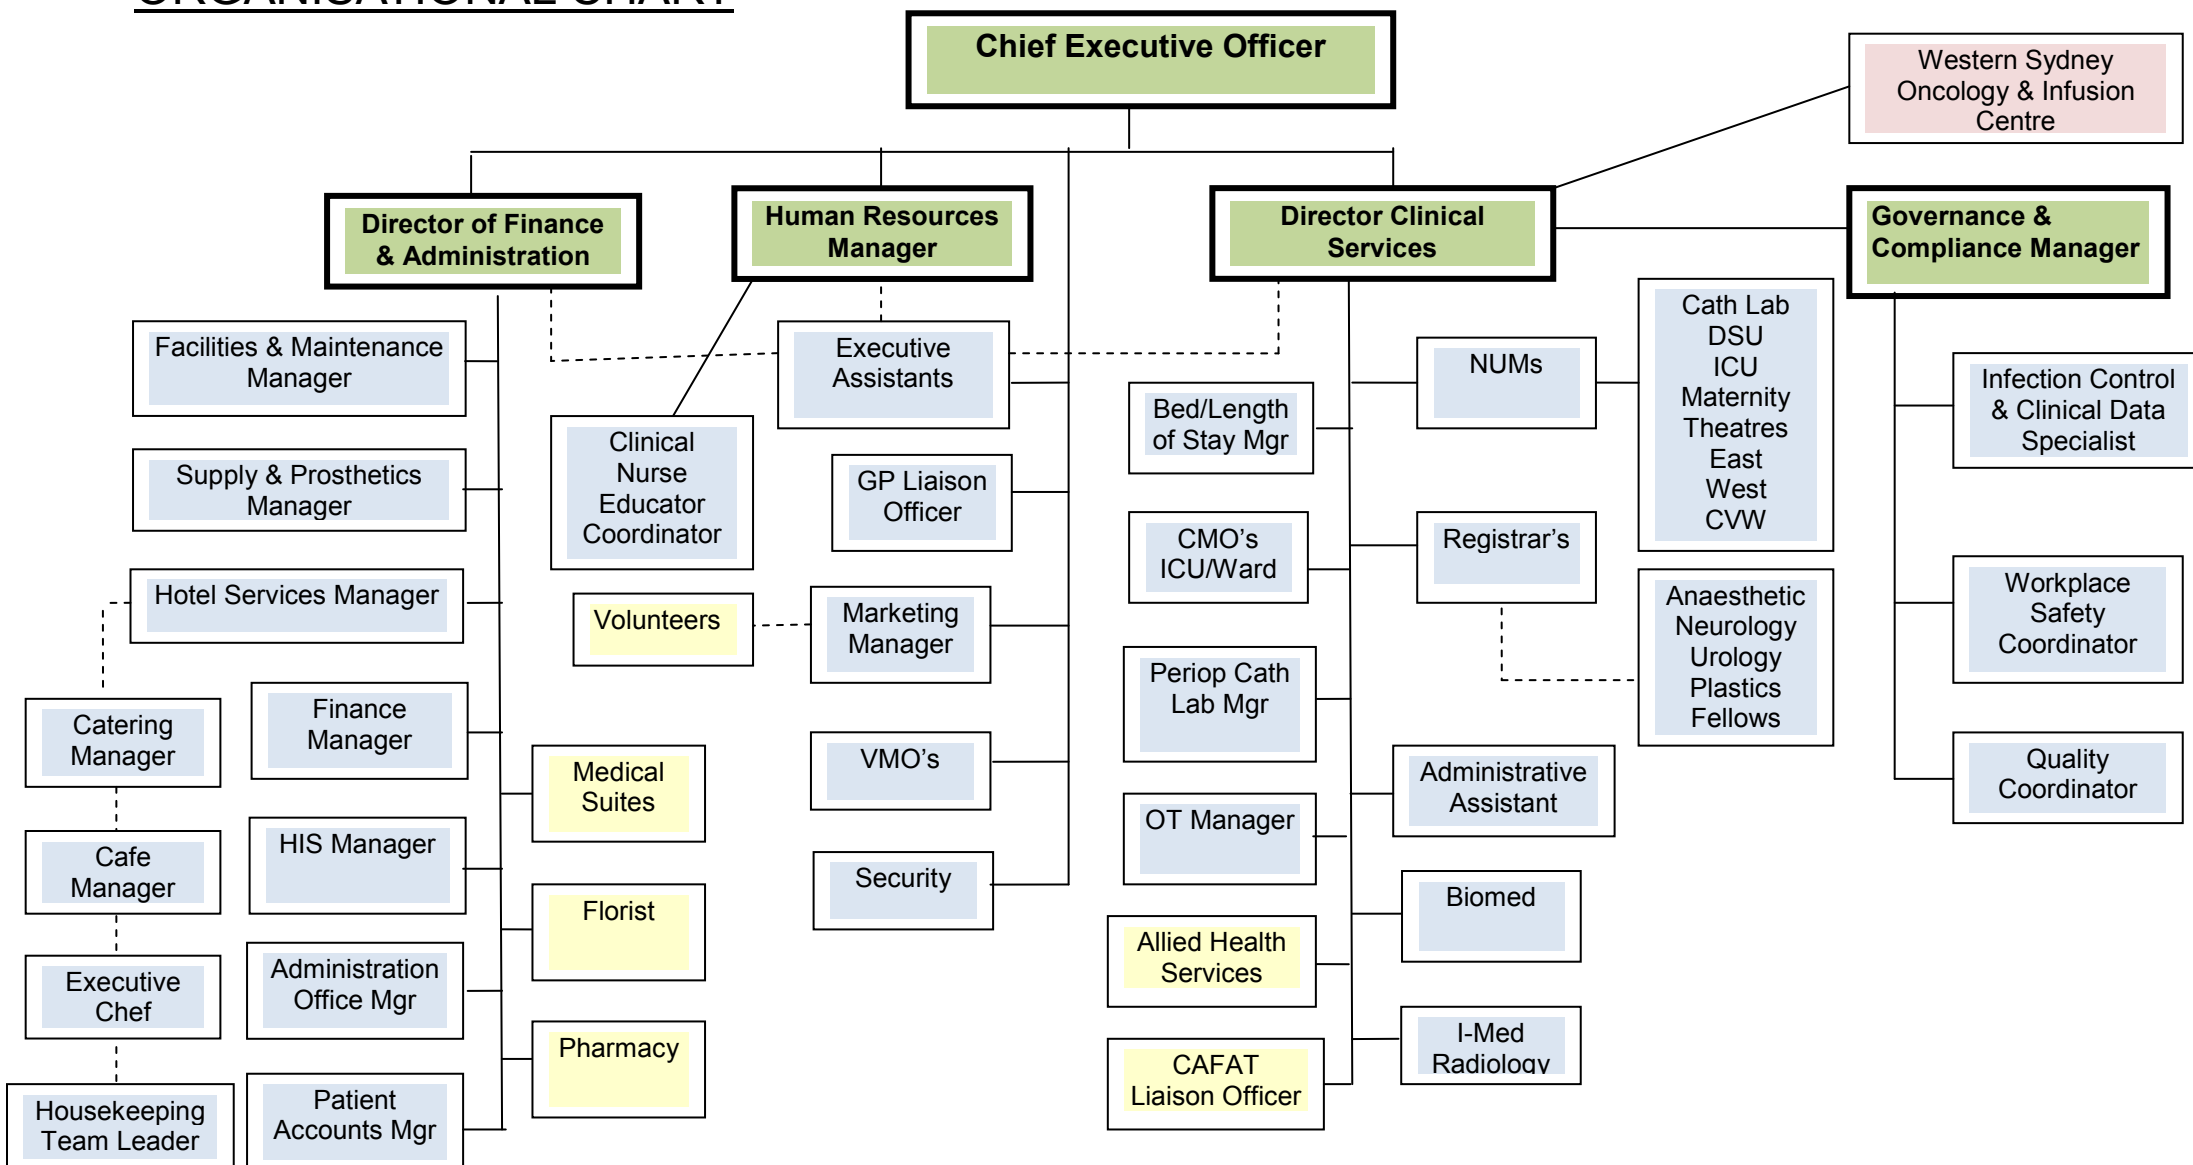 ORGANISATIONAL CHART
Chief Executive Officer
Western Sydney
Oncology & Infusion
Centre
Director of Finance
& Administration
Human Resources
Manager
Director Clinical
Services
Governance &
Compliance Manager
Facilities & Maintenance
Manager
Supply & Prosthetics
Manager
Hotel Services Manager
Catering
Manager
Cafe
Manager
Executive
Chef
Housekeeping
Team Leader
Finance
Manager
HIS Manager
Administration
Office Mgr
Patient
Accounts Mgr
Medical
Suites
Florist
Pharmacy
Clinical
Nurse
Educator
Coordinator
Volunteers
Executive
Assistants
GP Liaison
Officer
Marketing
Manager
VMO's
Security
Bed/Length
of Stay Mgr
CMO's
ICU/Ward
Periop Cath
Lab Mgr
OT Manager
Allied Health
Services
CAFAT
Liaison Officer
NUMs
Registrar's
Administrative
Assistant
Biomed
I-Med
Radiology
Cath Lab
DSU
ICU
Maternity
Theatres
East
West
CVW
Anaesthetic
Neurology
Urology
Plastics
Fellows
Infection Control
& Clinical Data
Specialist
Workplace
Safety
Coordinator
Quality
Coordinator